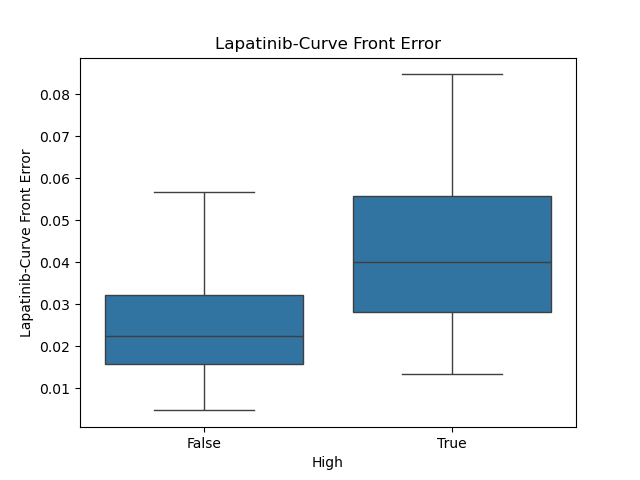 Lapatinib-Curve Front Error
Lapatinib-Curve Front Error
0.08
0.07
0.06
0.05
0.04
0.03
0.02
0.01
False
True
High